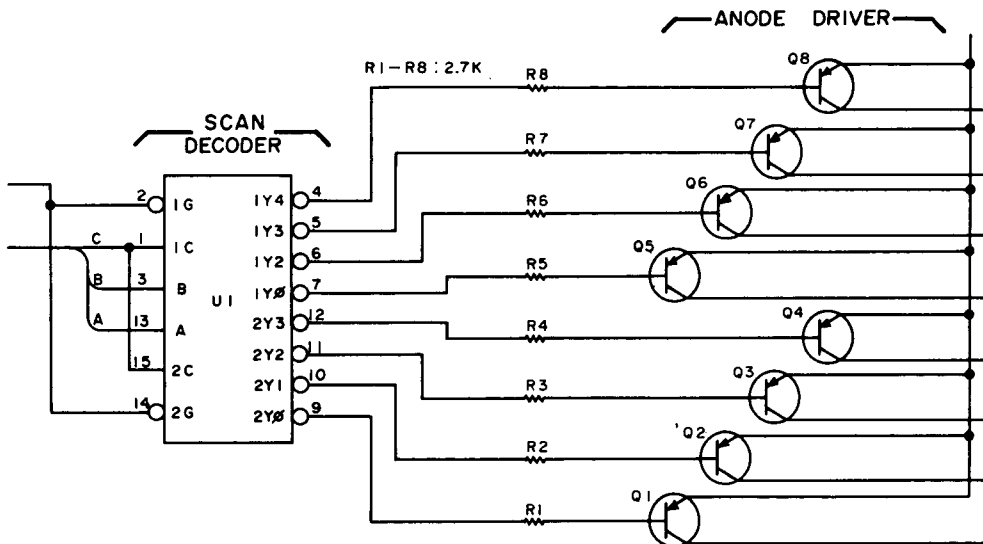 ANODE DRIVER
Q8
R1-R8 : 2.7K
R8
SCAN
DECODER
R7
Q7
2
1G
1Y4
4
R6
Q6
C
1
1C
1Y3
5
1Y2
6
R5
Q5
B
3
B
U1
1YØ
7
A
13
A
2Y3
12
R4
Q4
15
2C
2Y2
11
R3
Q3
14
2G
2Y1
10
2YØ
9
R2
'Q2
R1
Q1